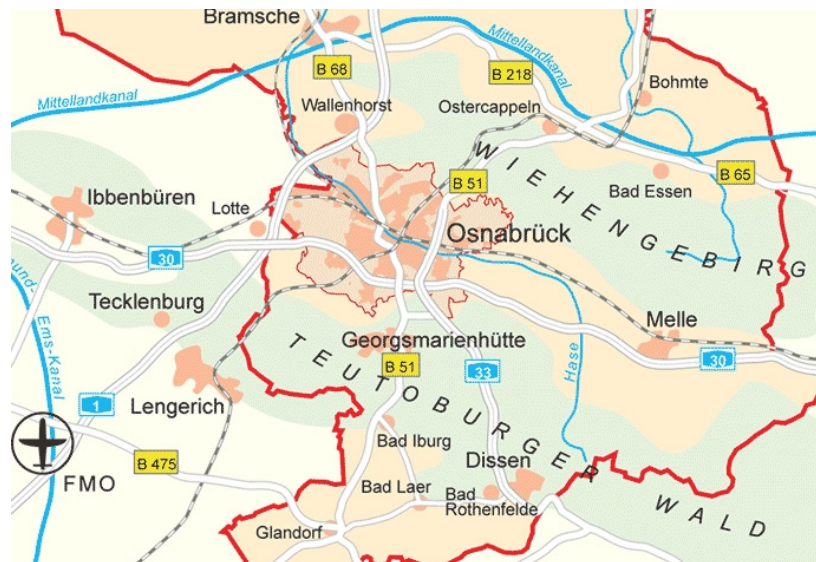 Bramsche
Mittellandkanal
B 68
B 218
Bohmte
Mittellandkanal
Wallenhorst
Ostercappeln
WIEHENGEBIRG
B 51
Bad Essen
B 65
Ibbenbüren
Lotte
Osnabrück
30
Tecklenburg
und-
Ems-Kanal
Georgsmarienhütte
Melle
TEUTOBURGER WALD
B 51
33
Hase
30
1
Lengerich
Bad Iburg
B 475
Dissen
FMO
Bad Laer
Bad
Rothenfelde
Glandorf